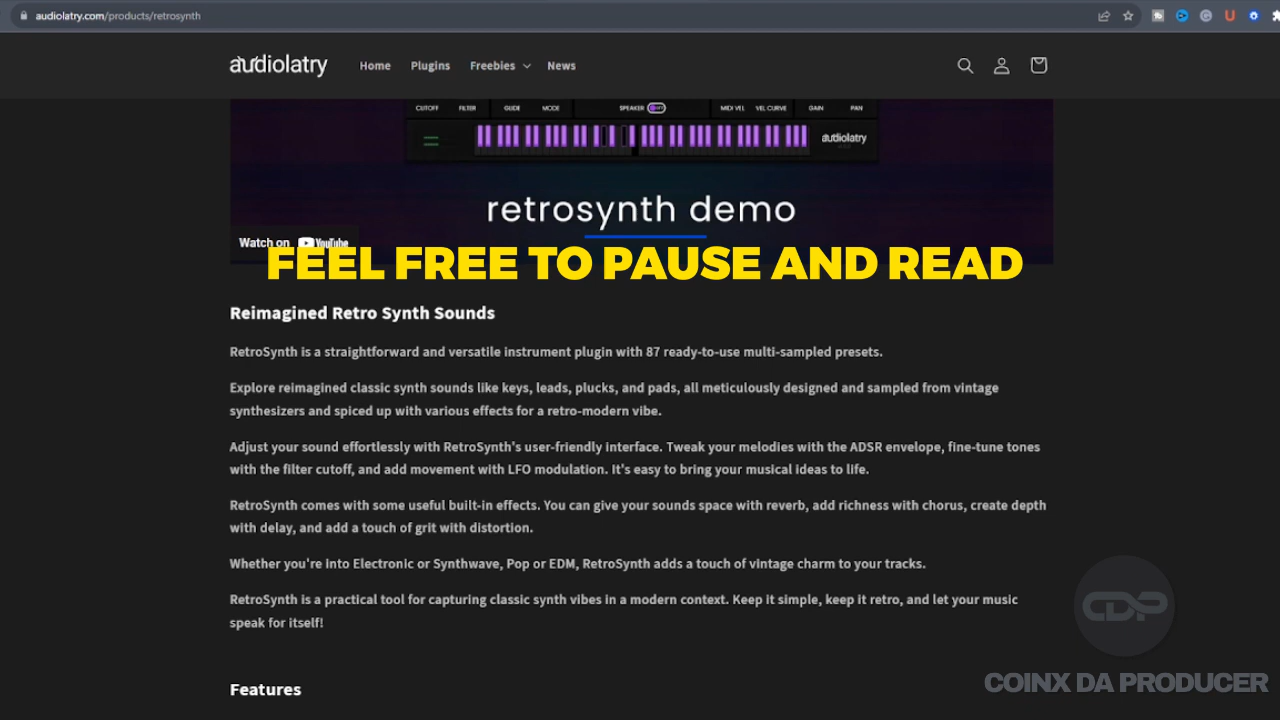 audiolatry.com/products/retrosynth
audiolatry
Home Plugins Freebies News
CUTOFF FILTER GLIDE MODE SPEAKER OFF MIDI VEL VEL CURVE GAIN PAN
audiolatry
retrosynth demo
Watch on YouTube
FEEL FREE TO PAUSE AND READ
Reimagined Retro Synth Sounds
RetroSynth is a straightforward and versatile instrument plugin with 87 ready-to-use multi-sampled presets.
Explore reimagined classic synth sounds like keys, leads, plucks, and pads, all meticulously designed and sampled from vintage
synthesizers and spiced up with various effects for a retro-modern vibe.
Adjust your sound effortlessly with RetroSynth's user-friendly interface. Tweak your melodies with the ADSR envelope, fine-tune tones
with the filter cutoff, and add movement with LFO modulation. It's easy to bring your musical ideas to life.
RetroSynth comes with some useful built-in effects. You can give your sounds space with reverb, add richness with chorus, create depth
with delay, and add a touch of grit with distortion.
Whether you're into Electronic or Synthwave, Pop or EDM, RetroSynth adds a touch of vintage charm to your tracks.
RetroSynth is a practical tool for capturing classic synth vibes in a modern context. Keep it simple, keep it retro, and let your music
speak for itself!
CDP
COINX DA PRODUCER
Features